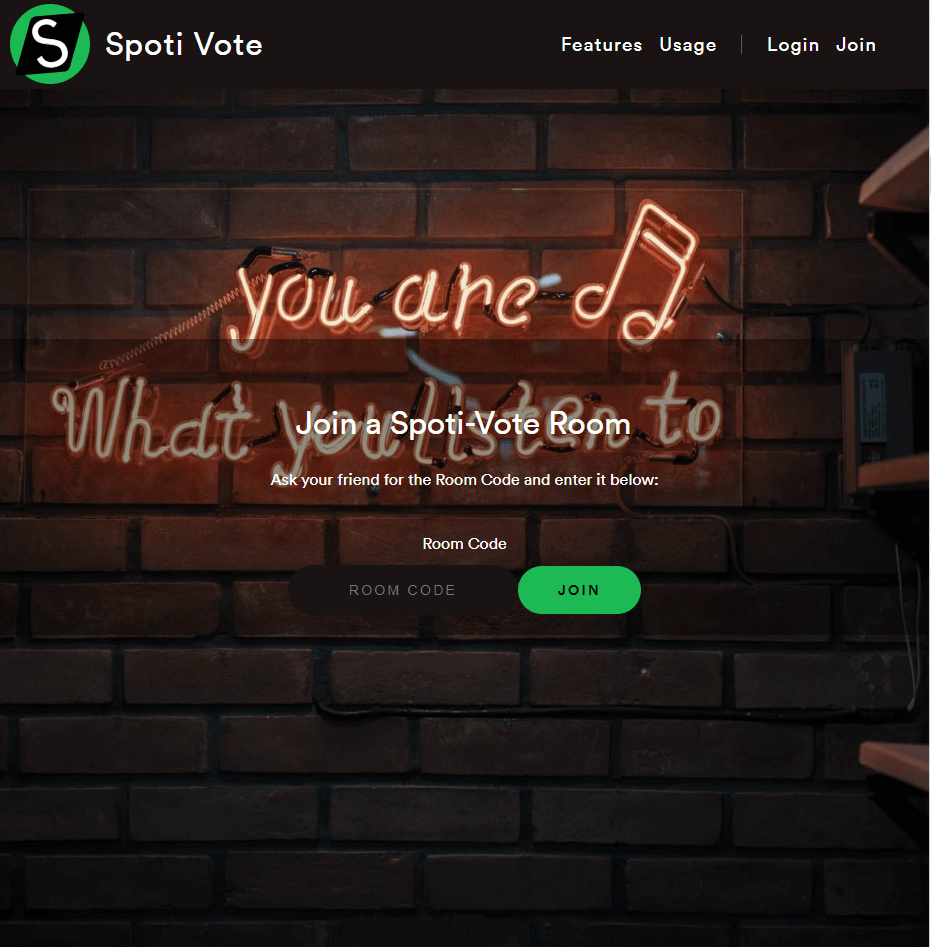 S Spoti Vote Features Usage Login Join
you are
What you listen to
Join a Spoti-Vote Room
Ask your friend for the Room Code and enter it below:
Room Code
ROOM CODE JOIN